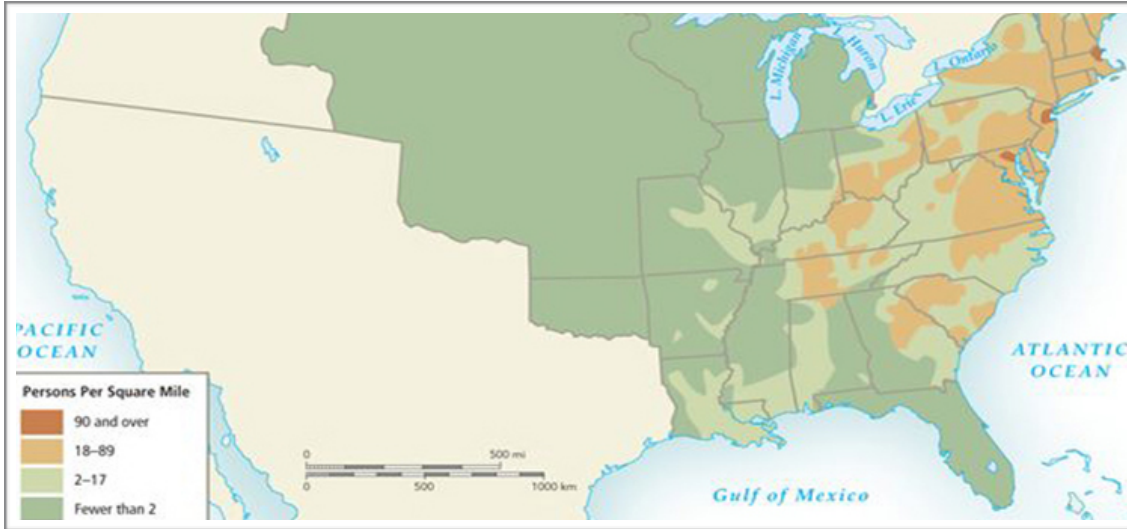 L. Michigan
L. Huron
L. Ontario
L. Erie
PACIFIC
OCEAN
ATLANTIC
OCEAN
Persons Per Square Mile
90 and over
18–89
2–17
Fewer than 2
0 500 mi
0 500 1000 km
Gulf of Mexico